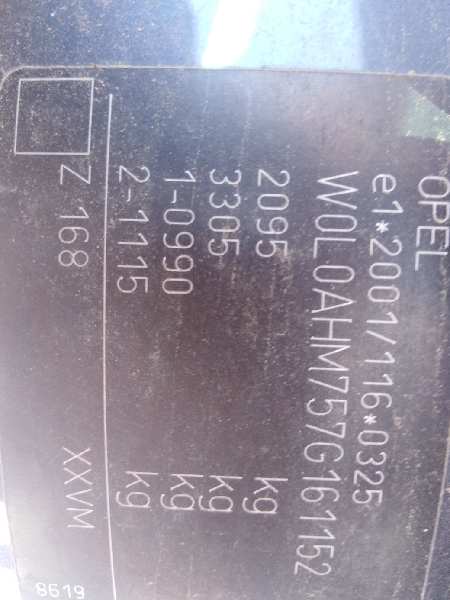 OPEL
e1*2001/116*0325
W0L0AHM757G161152
2095 kg
3305 kg
1-0990 kg
2-1115 kg
Z 168 XXVM
8619